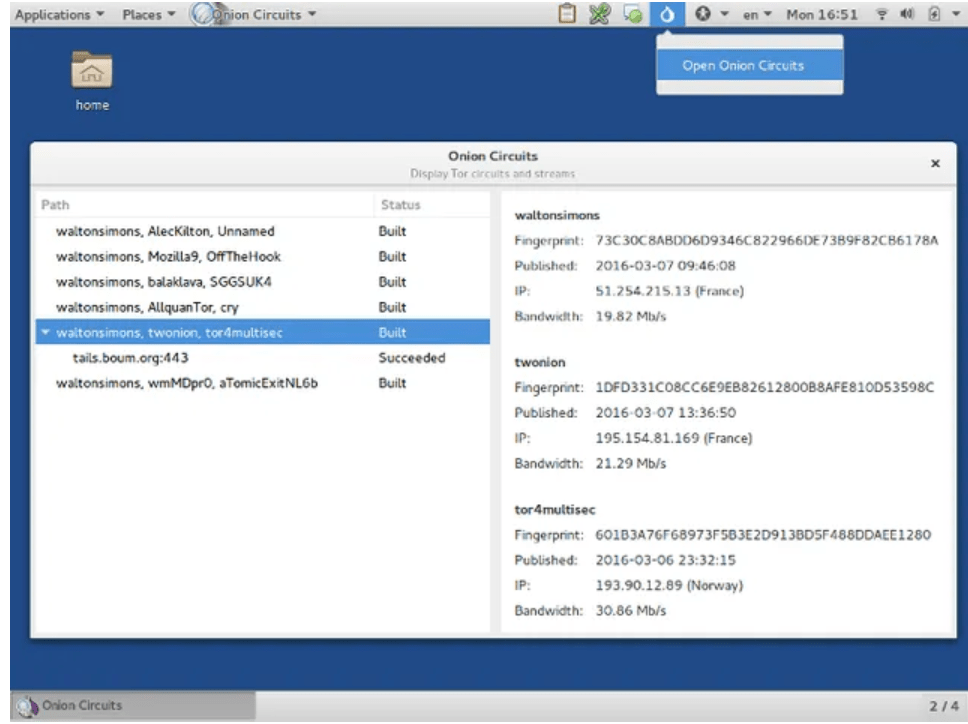 Applications Places Onion Circuits en Mon 16:51
Open Onion Circuits
home
Onion Circuits
Display Tor circuits and streams
Path Status
waltonsimons, AlecKilton, Unnamed Built
waltonsimons, Mozilla9, OffTheHook Built
waltonsimons, balaklava, SGGSUK4 Built
waltonsimons, AllquanTor, cry Built
waltonsimons, twonion, tor4multisec Built
tails.boum.org:443 Succeeded
waltonsimons, wmMDpr0, aTomicExitNL6b Built
waltonsimons
Fingerprint: 73C30C8ABDD6D9346C822966DE73B9F82CB6178A
Published: 2016-03-07 09:46:08
IP: 51.254.215.13 (France)
Bandwidth: 19.82 Mb/s
twonion
Fingerprint: 1DFD331C08CC6E9EB82612800B8AFE810D53598C
Published: 2016-03-07 13:36:50
IP: 195.154.81.169 (France)
Bandwidth: 21.29 Mb/s
tor4multisec
Fingerprint: 601B3A76F68973F5B3E2D913BD5F488DDAEE1280
Published: 2016-03-06 23:32:15
IP: 193.90.12.89 (Norway)
Bandwidth: 30.86 Mb/s
Onion Circuits 2 / 4